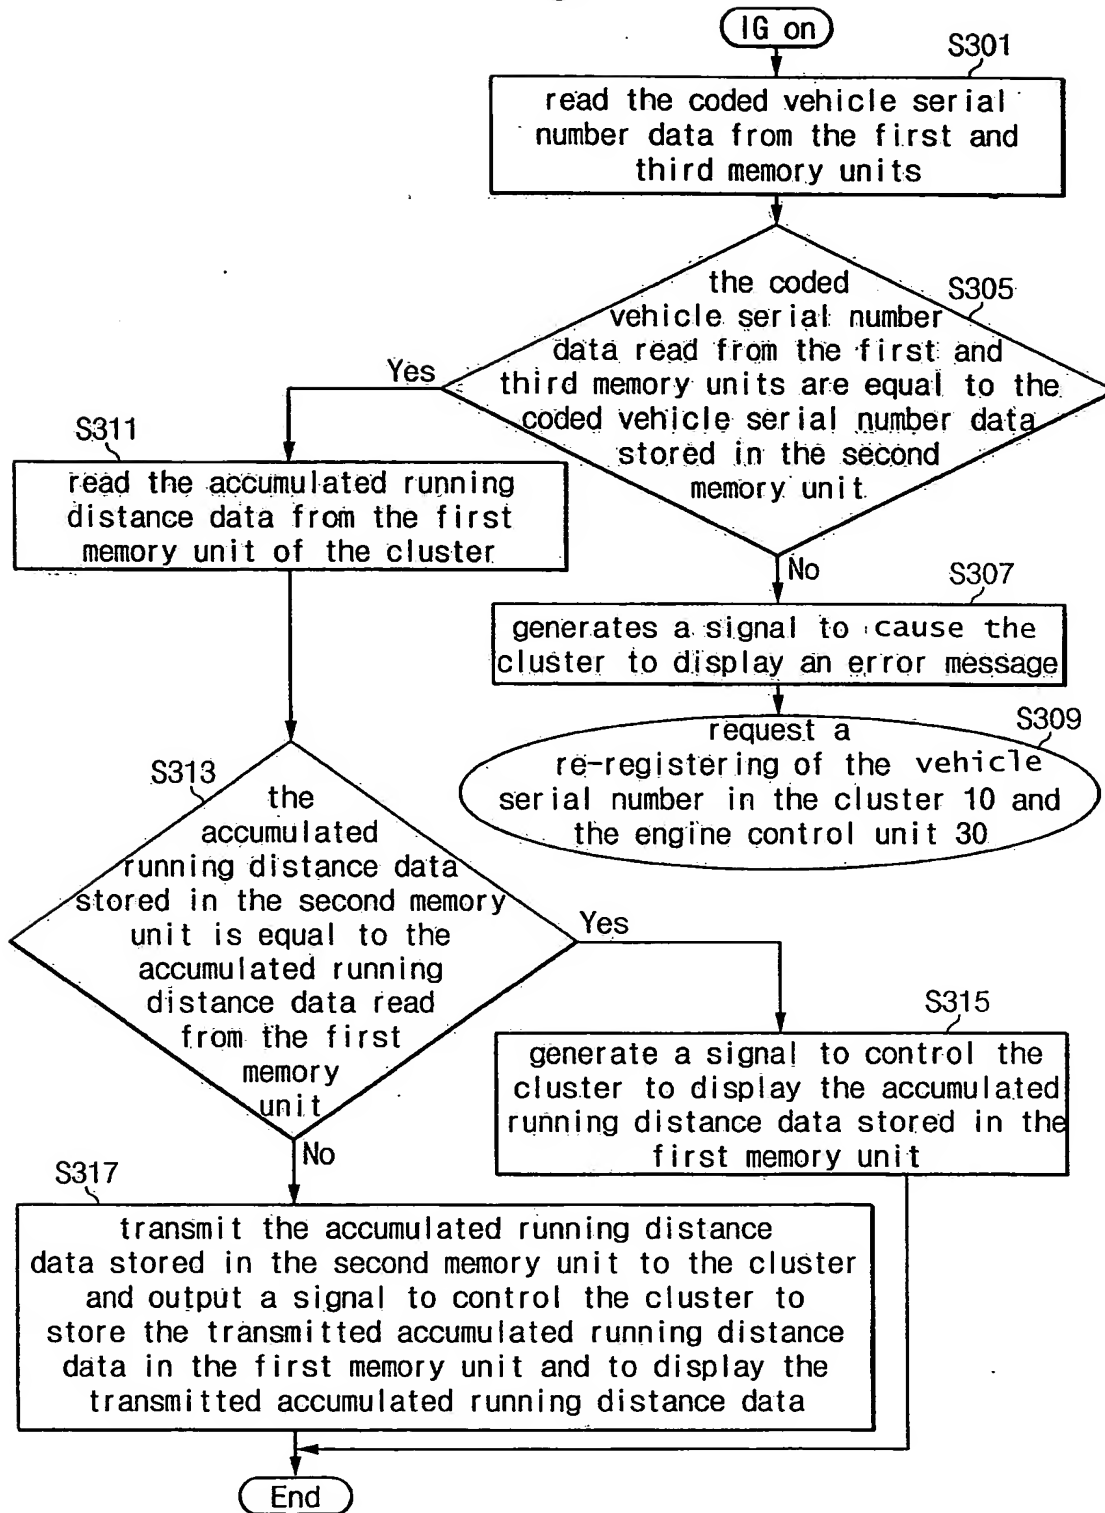 IG on
S301
read the coded vehicle serial
number data from the first and
third memory units
S305
the coded
vehicle serial number
data read from the first and
third memory units are equal to the
coded vehicle serial number data
stored in the second
memory unit
Yes
No
S311
read the accumulated running
distance data from the first
memory unit of the cluster
S307
generates a signal to cause the
cluster to display an error message
S309
request a
re-registering of the vehicle
serial number in the cluster 10 and
the engine control unit 30
S313
the
accumulated
running distance data
stored in the second memory
unit is equal to the
accumulated running
distance data read
from the first
memory
unit
Yes
No
S315
generate a signal to control the
cluster to display the accumulated
running distance data stored in the
first memory unit
S317
transmit the accumulated running distance
data stored in the second memory unit to the cluster
and output a signal to control the cluster to
store the transmitted accumulated running distance
data in the first memory unit and to display the
transmitted accumulated running distance data
End